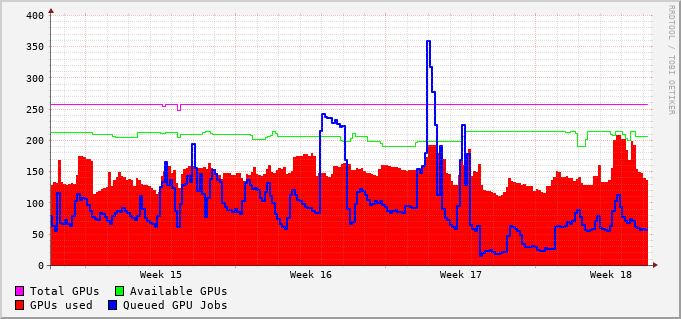 400
350
300
250
200
150
100
50
0
Week 15 Week 16 Week 17 Week 18
Total GPUs Available GPUs
GPUs used Queued GPU Jobs
RRDTOOL / TOBI OETIKER